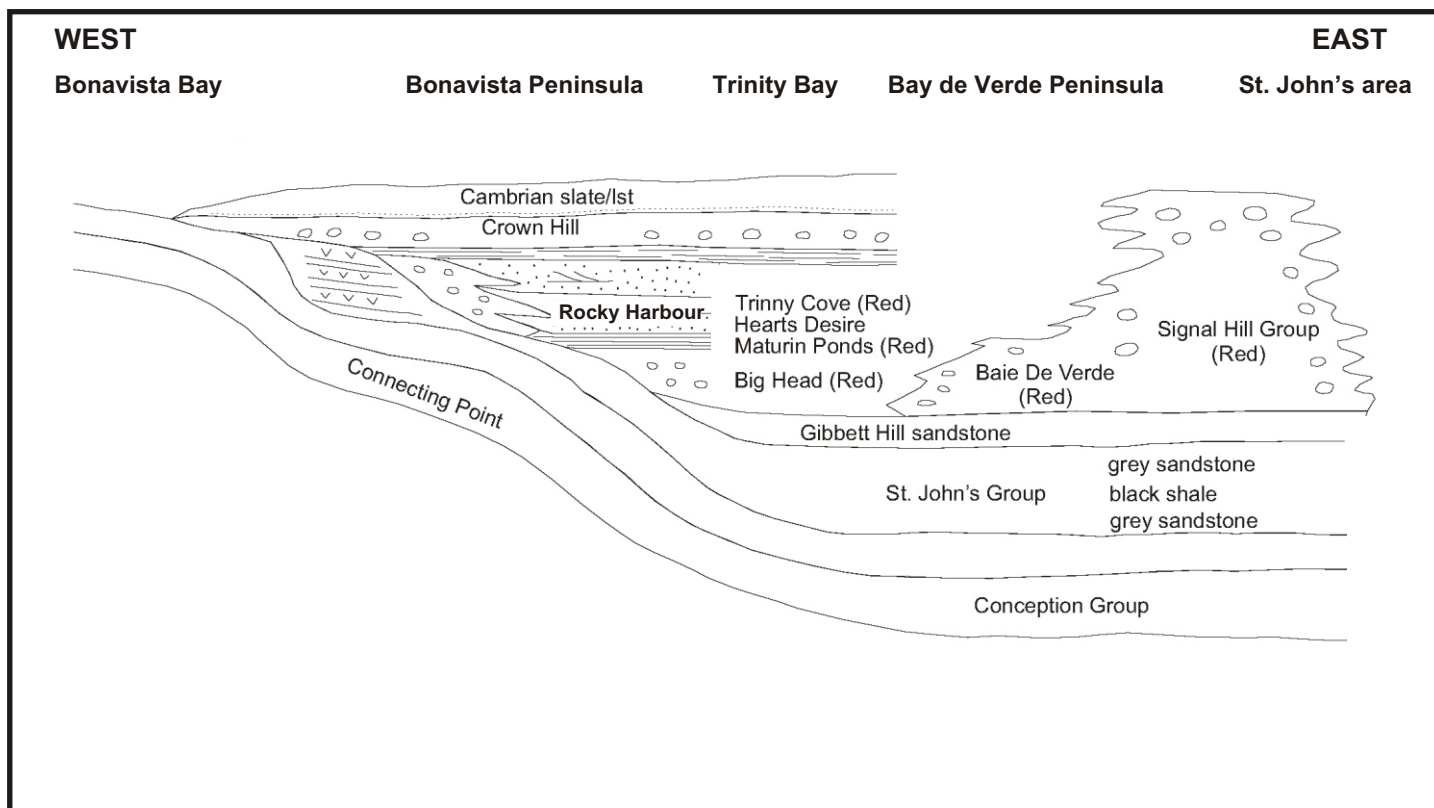 WEST
EAST
Bonavista Bay
Bonavista Peninsula
Trinity Bay
Bay de Verde Peninsula
St. John’s area
Cambrian slate/lst
Crown Hill
Rocky Harbour
Trinny Cove (Red)
Hearts Desire
Maturin Ponds (Red)
Big Head (Red)
Signal Hill Group
(Red)
Baie De Verde
(Red)
Connecting Point
Gibbett Hill sandstone
St. John’s Group
grey sandstone
black shale
grey sandstone
Conception Group